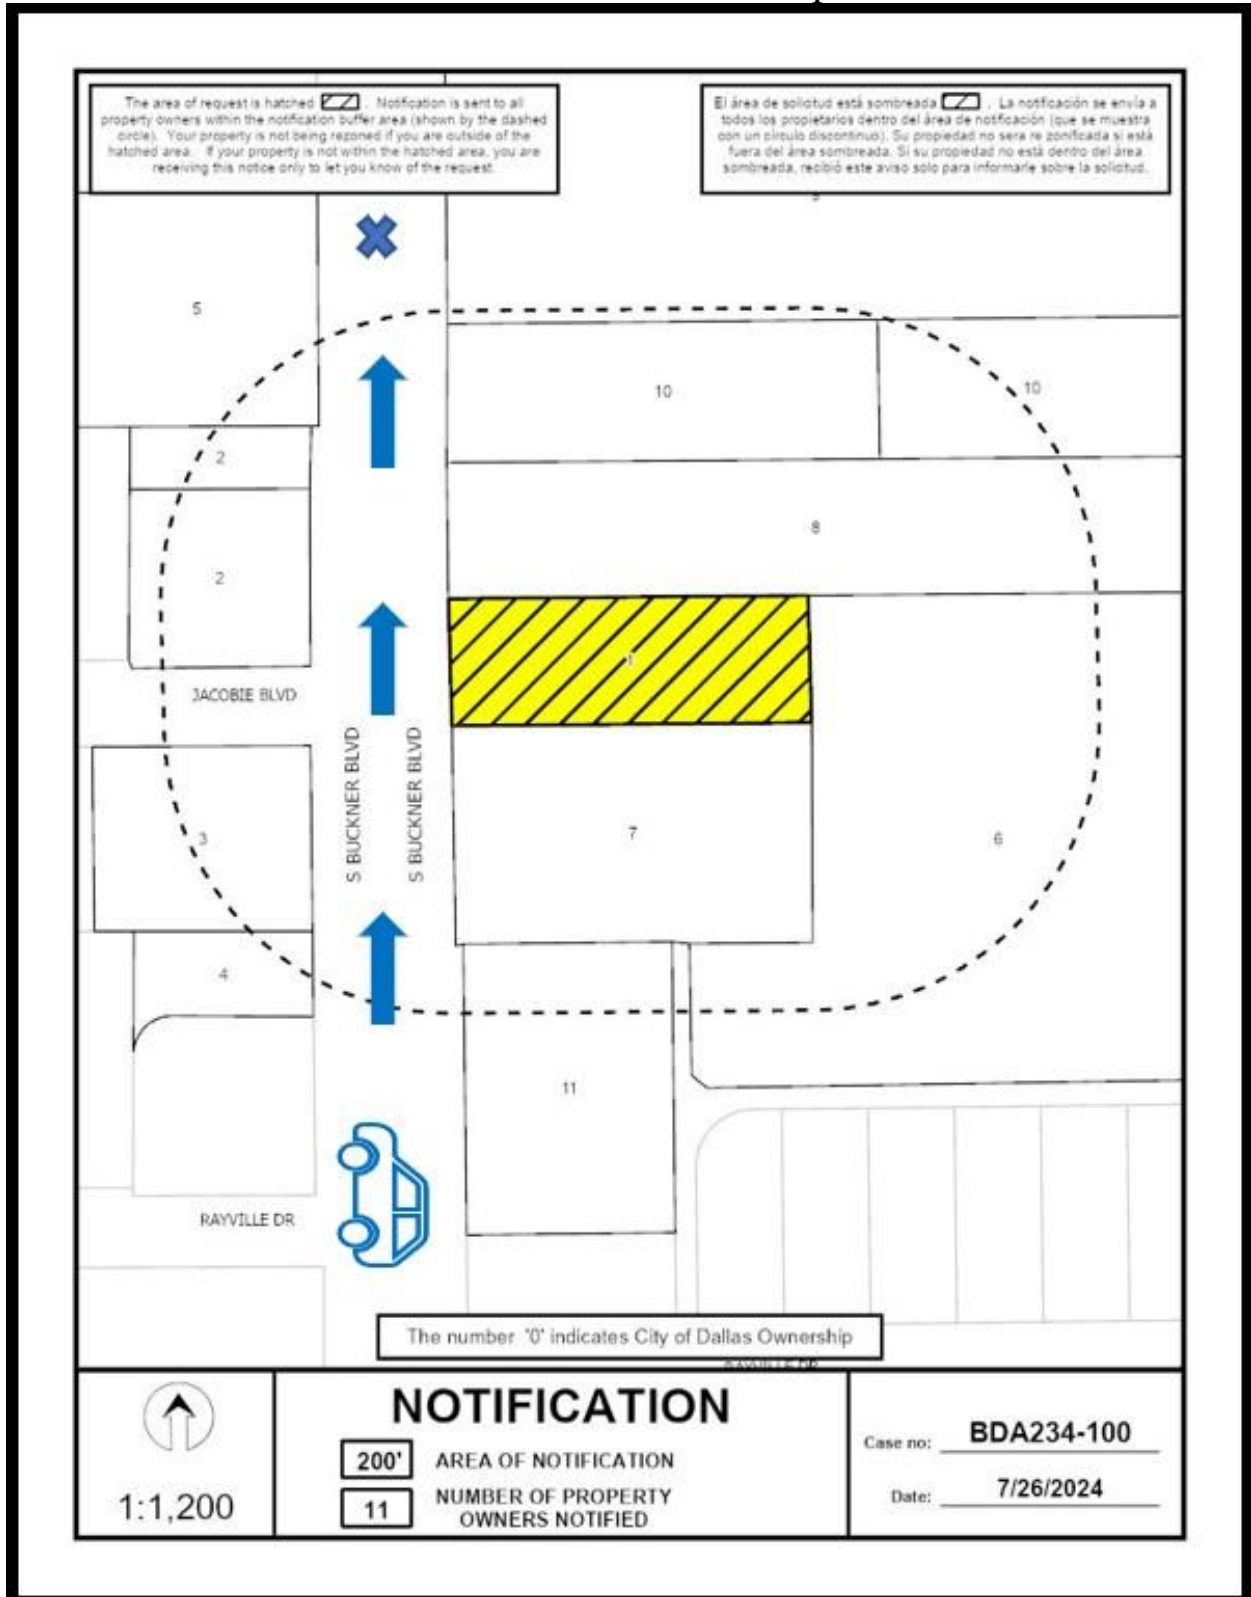 The area of request is hatched . Notification is sent to all
property owners within the notification buffer area (shown by the dashed
circle). Your property is not being rezoned if you are outside of the
hatched area. If your property is not within the hatched area, you are
receiving this notice only to let you know of the request.
El área de solicitud está sombreada . La notificación se envía a
todos los propietarios dentro del área de notificación (que se muestra
con un círculo discontinuo). Su propiedad no sera re zonificada si está
fuera del área sombreada. Si su propiedad no está dentro del área
sombreada, recibió este aviso solo para informarle sobre la solicitud.
5
10
10
2
8
2
1
JACOBIE BLVD
S BUCKNER BLVD
S BUCKNER BLVD
3
7
6
4
11
RAYVILLE DR
The number '0' indicates City of Dallas Ownership
RAYVILLE DR
1:1,200
NOTIFICATION
200' AREA OF NOTIFICATION
11 NUMBER OF PROPERTY
OWNERS NOTIFIED
Case no: BDA234-100
Date: 7/26/2024